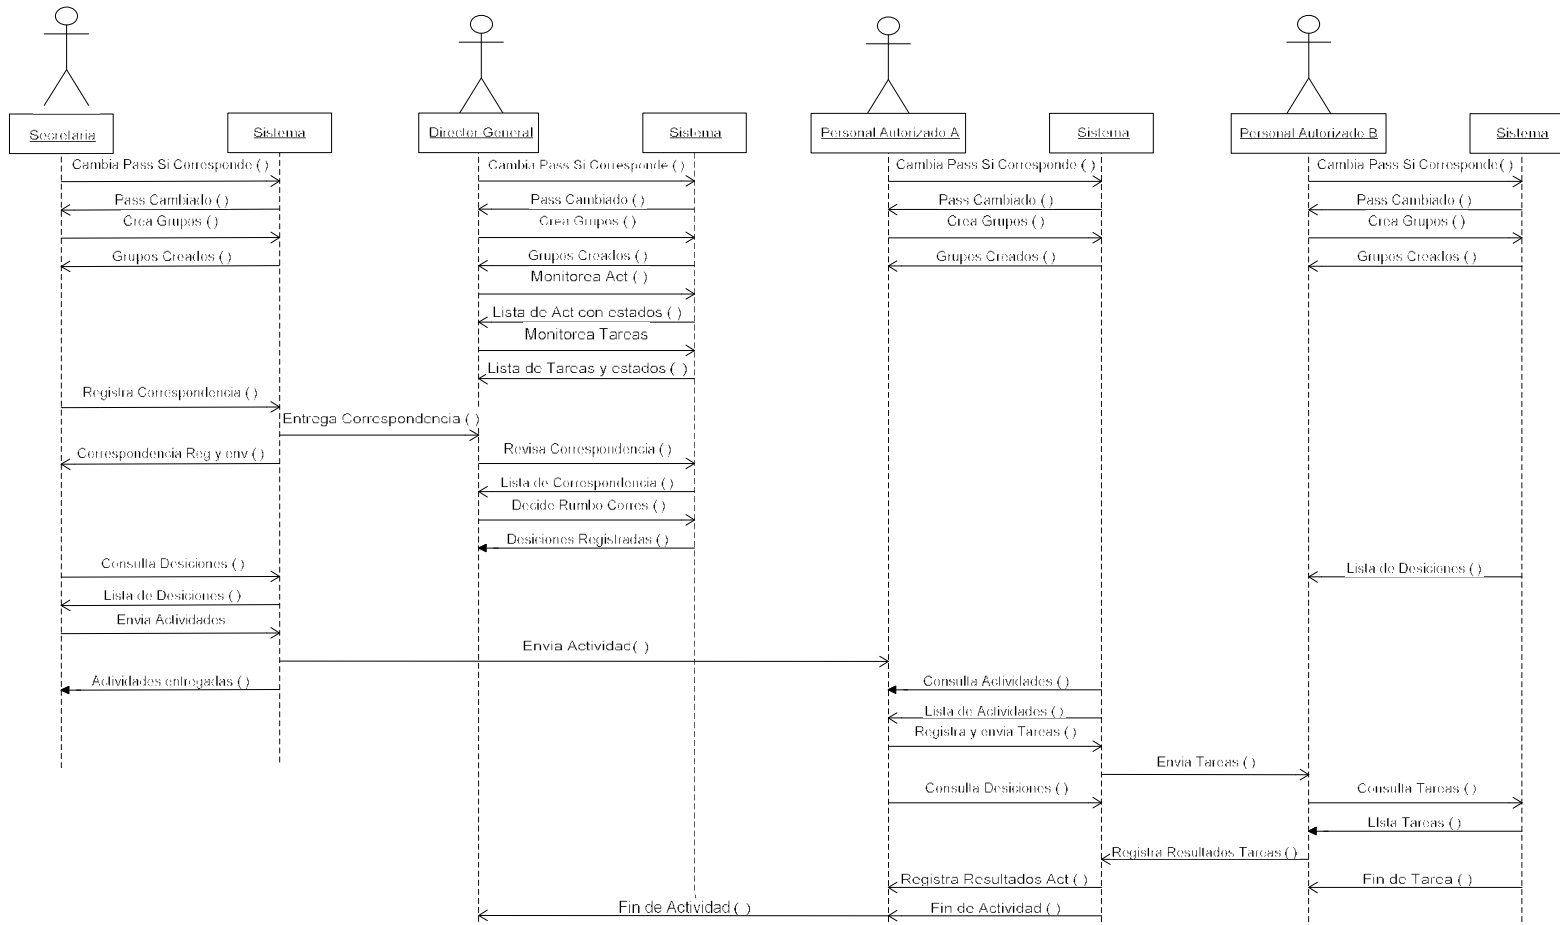 Secretaria
Sistema
Director General
Sistema
Personal Autorizado A
Sistema
Personal Autorizado B
Sistema
Cambia Pass Si Corresponde ( )
Cambia Pass Si Corresponde ( )
Cambia Pass Si Corresponde ( )
Cambia Pass Si Corresponde( )
Pass Cambiado ( )
Pass Cambiado ( )
Pass Cambiado ( )
Pass Cambiado ( )
Crea Grupos ( )
Crea Grupos ( )
Crea Grupos ( )
Crea Grupos ( )
Grupos Creados ( )
Grupos Creados ( )
Grupos Creados ( )
Grupos Creados ( )
Monitorea Act ( )
Lista de Act con estados ( )
Monitorea Tareas
Lista de Tareas y estados ( )
Registra Correspondencia ( )
Entrega Correspondencia ( )
Correspondencia Reg y env ( )
Revisa Correspondencia ( )
Lista de Correspondencia ( )
Decide Rumbo Corres ( )
Desiciones Registradas ( )
Consulta Desiciones ( )
Lista de Desiciones ( )
Lista de Desiciones ( )
Envia Actividades
Envia Actividad( )
Actividades entregadas ( )
Consulta Actividades ( )
Lista de Actividades ( )
Registra y envia Tareas ( )
Envia Tareas ( )
Consulta Desiciones ( )
Consulta Tareas ( )
LIsta Tareas ( )
Registra Resultados Tareas ( )
Registra Resultados Act ( )
Fin de Tarea ( )
Fin de Actividad ( )
Fin de Actividad ( )